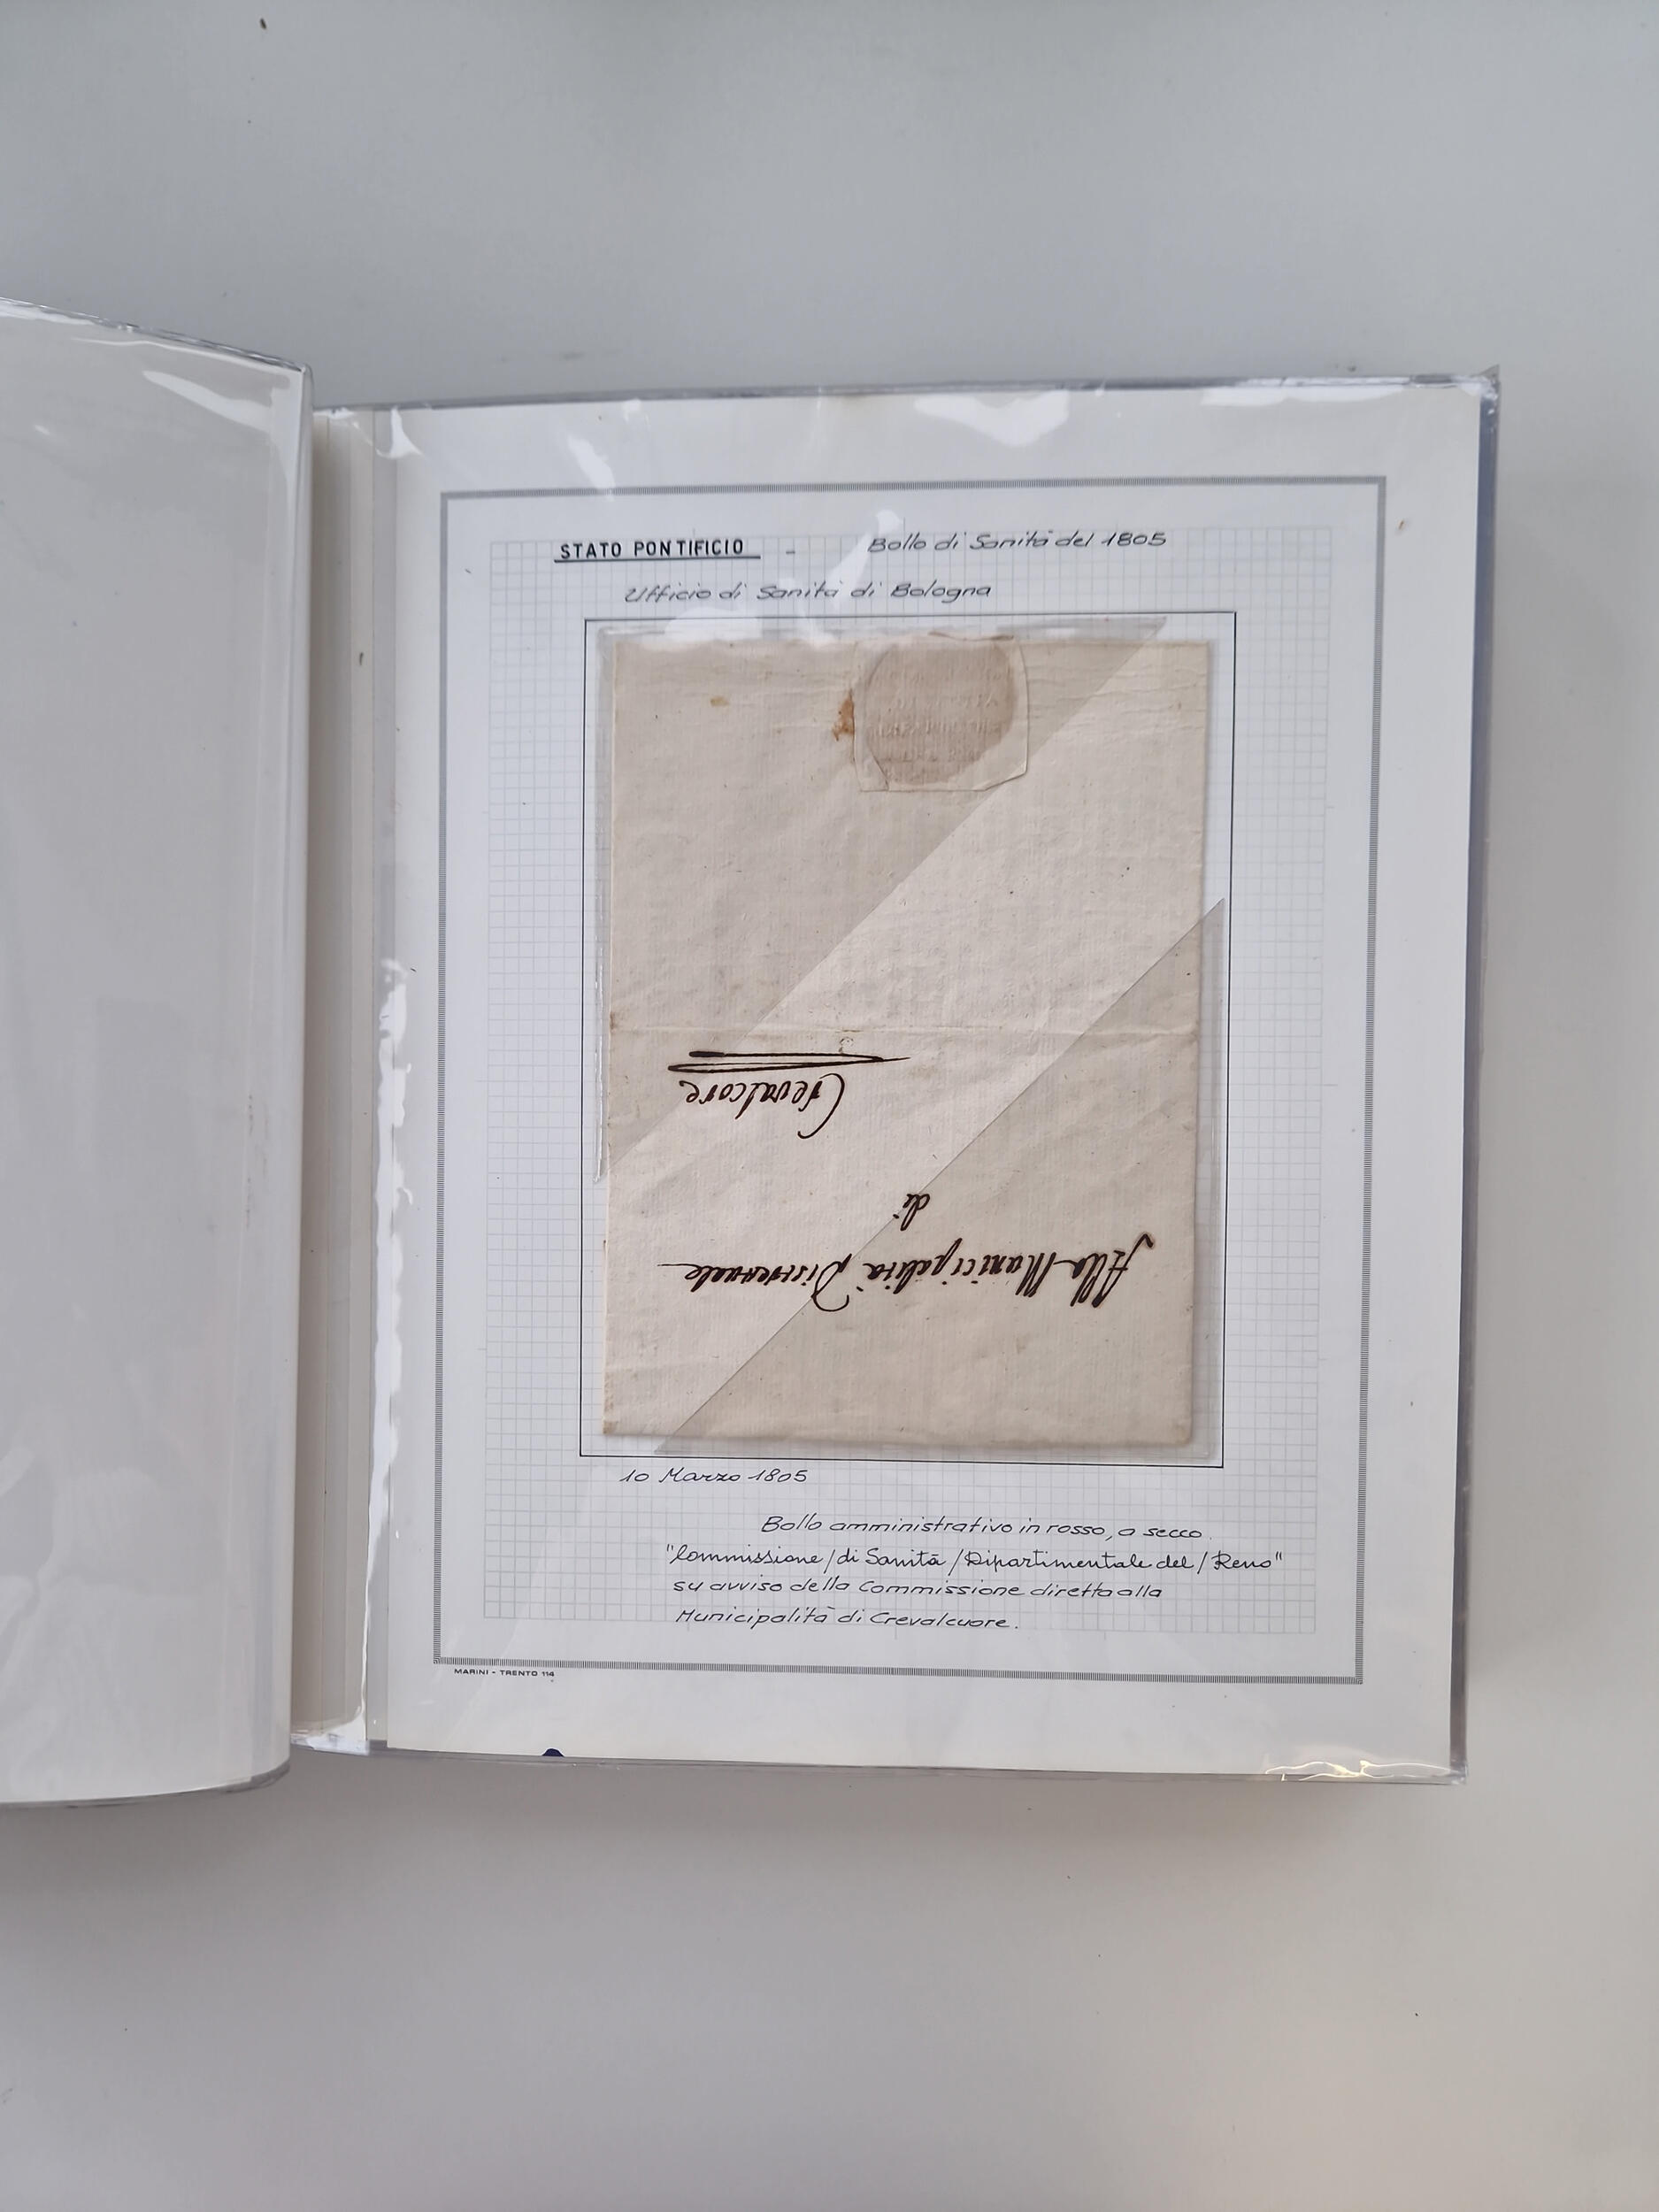 STATO PONTIFICIO - Bollo di Sanità del 1805
Ufficio di Sanità di Bologna
Alla Municipalità Distrettuale
di
Crevalcore
10 Marzo 1805
Bollo amministrativo in rosso, a secco
"Commissione/di Sanità/Dipartimentale del/Reno"
su avviso della Commissione diretta alla
Municipalità di Crevalcuore.
MARINI - TRENTO 114